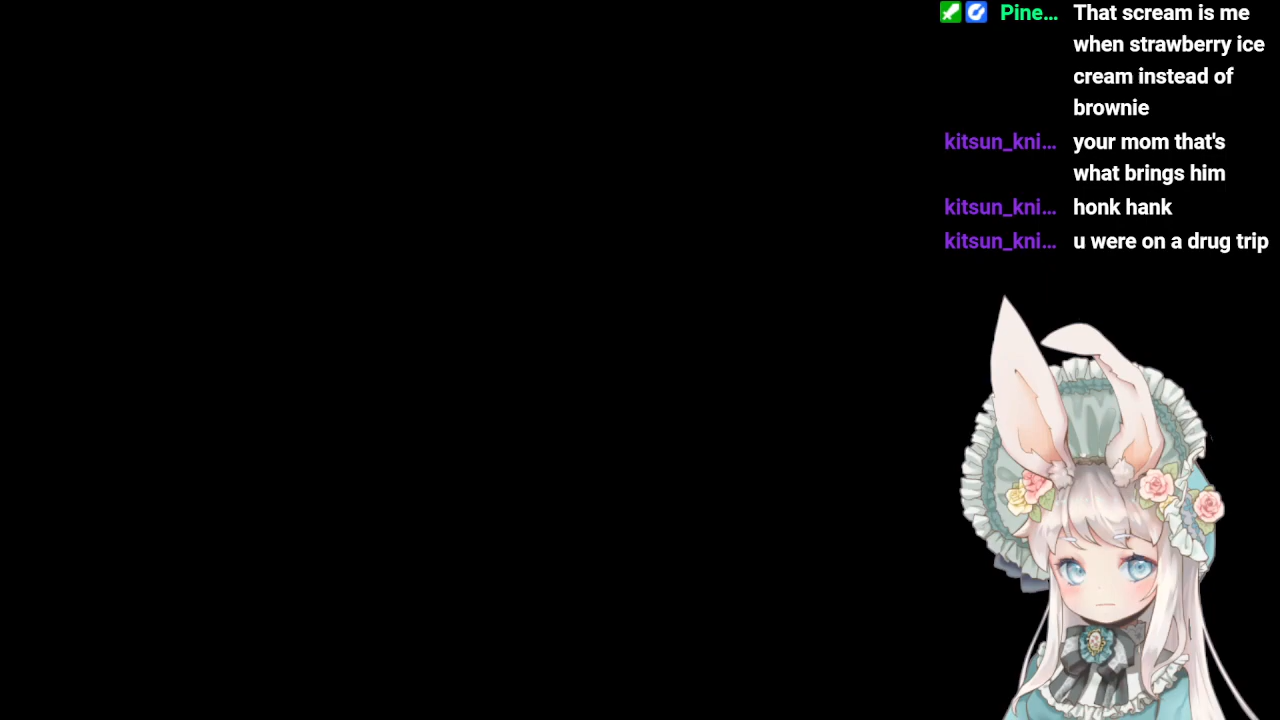 Pine... That scream is me
when strawberry ice
cream instead of
brownie
kitsun_kni... your mom that's
what brings him
kitsun_kni... honk hank
kitsun_kni... u were on a drug trip